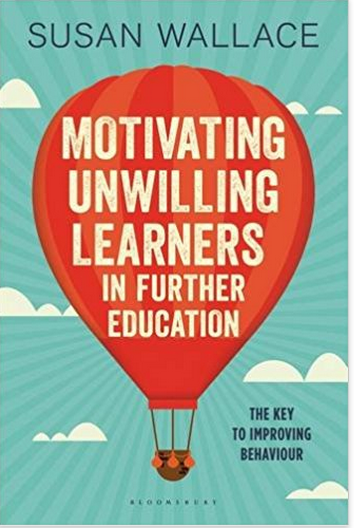 SUSAN WALLACE
MOTIVATING
UNWILLING
LEARNERS
IN FURTHER
EDUCATION
THE KEY
TO IMPROVING
BEHAVIOUR
BLOOMSBURY